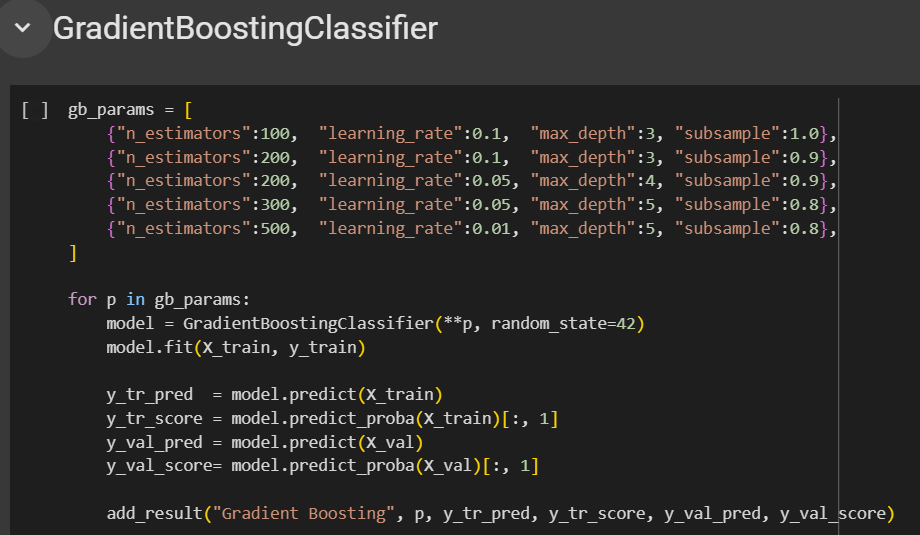 GradientBoostingClassifier
[ ] gb_params = [
    {"n_estimators":100,  "learning_rate":0.1,  "max_depth":3, "subsample":1.0},
    {"n_estimators":200,  "learning_rate":0.1,  "max_depth":3, "subsample":0.9},
    {"n_estimators":200,  "learning_rate":0.05, "max_depth":4, "subsample":0.9},
    {"n_estimators":300,  "learning_rate":0.05, "max_depth":5, "subsample":0.8},
    {"n_estimators":500,  "learning_rate":0.01, "max_depth":5, "subsample":0.8},
]
for p in gb_params:
    model = GradientBoostingClassifier(**p, random_state=42)
    model.fit(X_train, y_train)
    y_tr_pred  = model.predict(X_train)
    y_tr_score = model.predict_proba(X_train)[:, 1]
    y_val_pred = model.predict(X_val)
    y_val_score= model.predict_proba(X_val)[:, 1]
    add_result("Gradient Boosting", p, y_tr_pred, y_tr_score, y_val_pred, y_val_score)